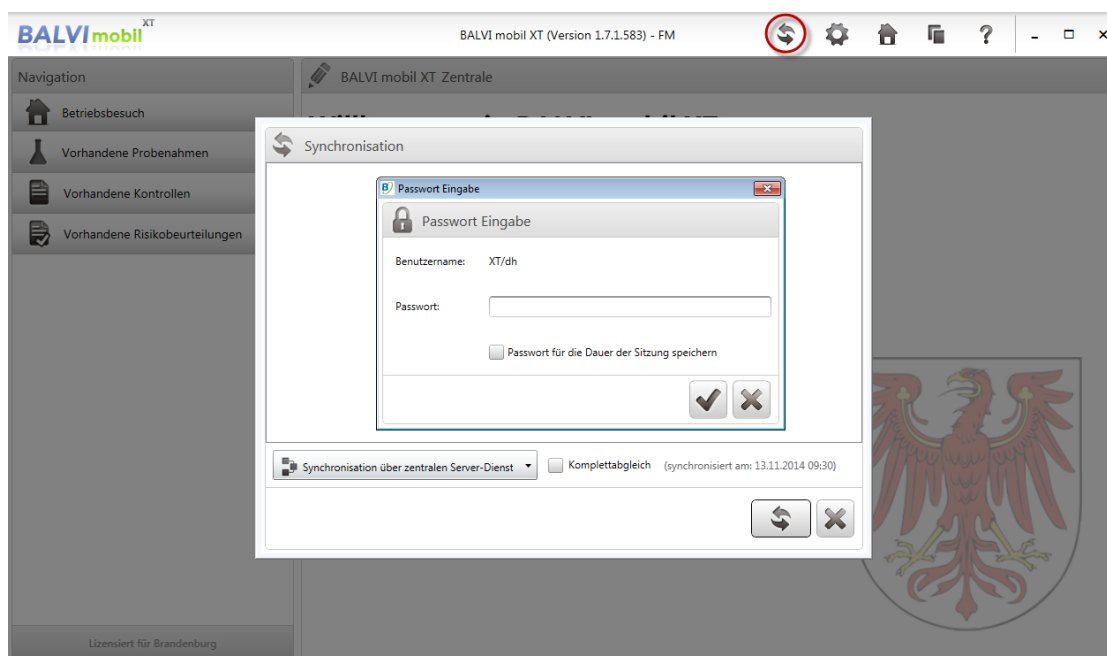 BALVI mobil XT
BALVI mobil XT (Version 1.7.1.583) - FM
Navigation
BALVI mobil XT Zentrale
Betriebsbesuch
Vorhandene Probenahmen
Vorhandene Kontrollen
Vorhandene Risikobeurteilungen
Synchronisation
Passwort Eingabe
Passwort Eingabe
Benutzername: XT/dh
Passwort:
Passwort für die Dauer der Sitzung speichern
Synchronisation über zentralen Server-Dienst
Komplettabgleich (synchronisiert am: 13.11.2014 09:30)
Lizensiert für Brandenburg